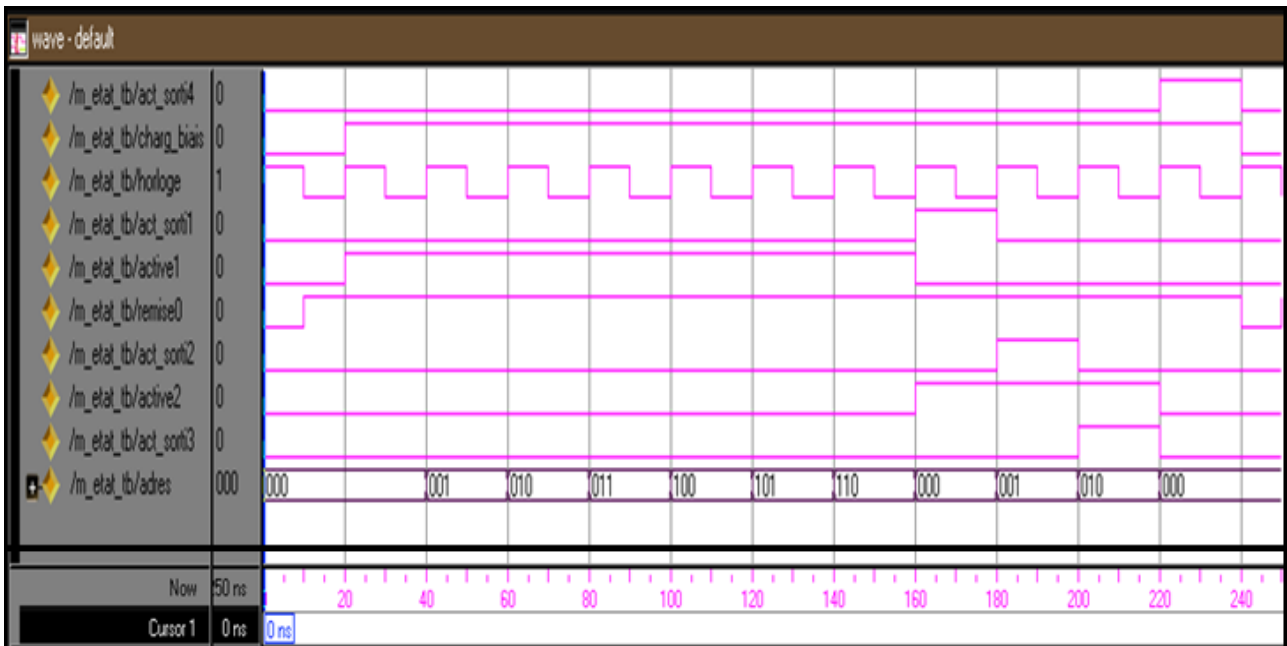 wave - default
/m_etat_tb/act_sorti4 0
/m_etat_tb/charg_biais 0
/m_etat_tb/horloge 1
/m_etat_tb/act_sorti1 0
/m_etat_tb/active1 0
/m_etat_tb/remise0 0
/m_etat_tb/act_sorti2 0
/m_etat_tb/active2 0
/m_etat_tb/act_sorti3 0
/m_etat_tb/adres 000 000 001 010 011 100 101 110 000 001 010 000
Now 250 ns 20 40 60 80 100 120 140 160 180 200 220 240
Cursor 1 0 ns 0 ns